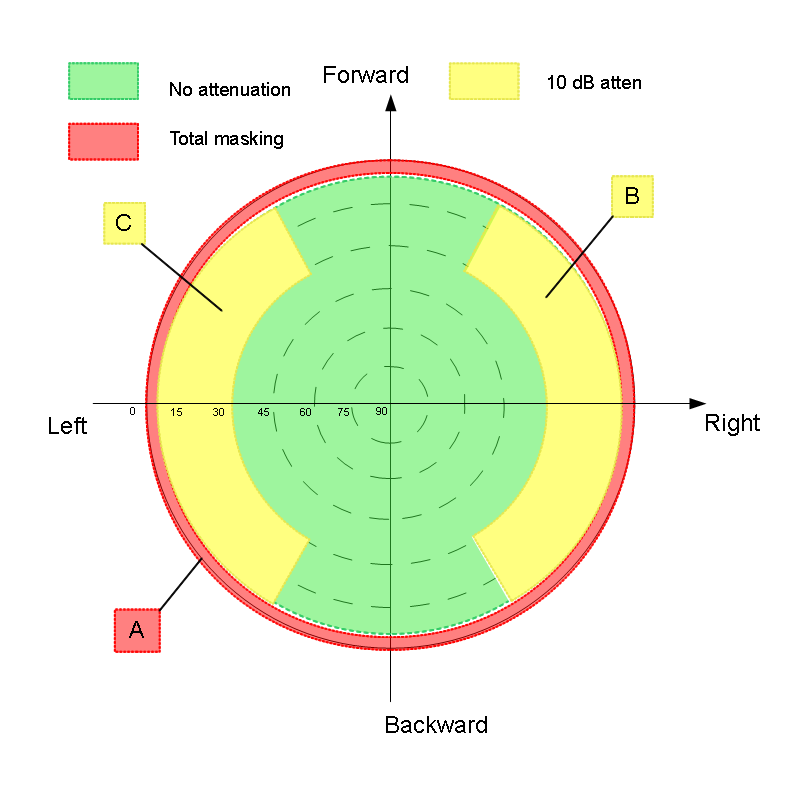 Forward
No attenuation
10 dB atten
Total masking
C
B
0 15 30 45 60 75 90
Left
Right
A
Backward